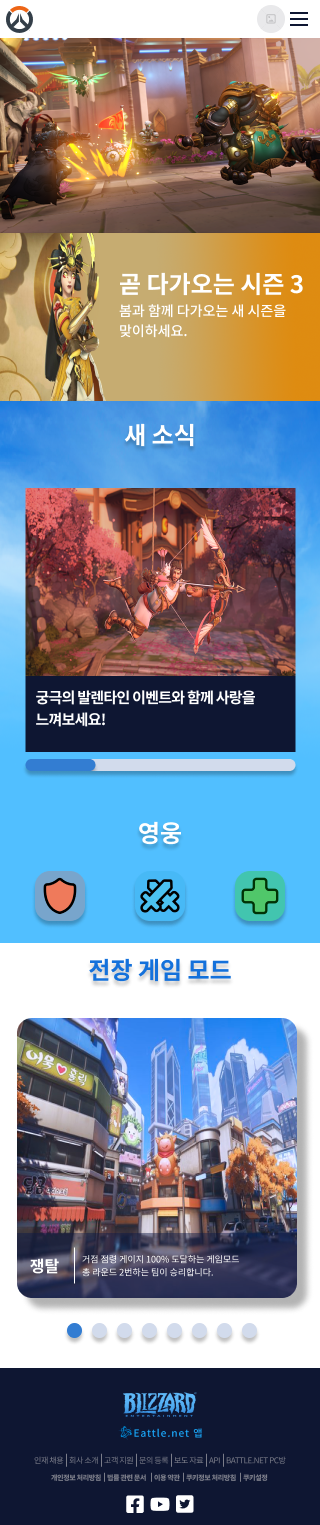 곧 다가오는 시즌 3
봄과 함께 다가오는 새 시즌을
맞이하세요.
새 소식
궁극의 발렌타인 이벤트와 함께 사랑을
느껴보세요!
영웅
전장 게임 모드
쟁탈
거점 점령 게이지 100% 도달하는 게임모드
총 라운드 2번하는 팀이 승리합니다.
BLIZZARD
ENTERTAINMENT
Eattle.net 앱
인재 채용 | 회사 소개 | 고객 지원 | 문의 등록 | 보도 자료 | API | BATTLE.NET PC방
개인정보 처리방침 | 법률 관련 문서 | 이용 약관 | 쿠키정보 처리방침 | 쿠키설정